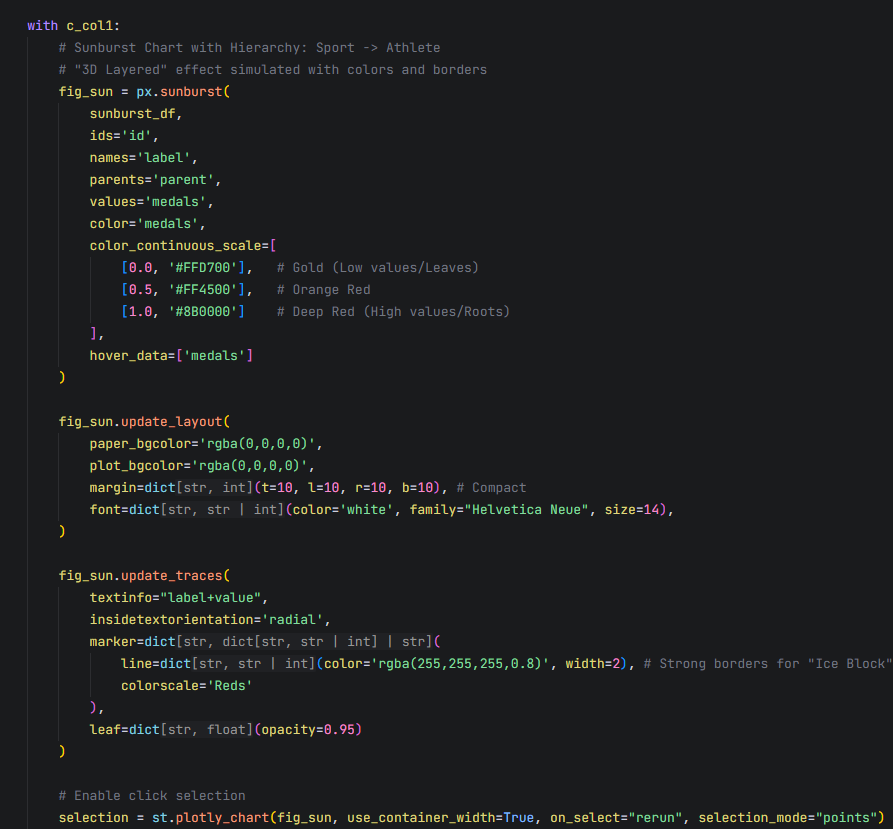 with c_col1:
# Sunburst Chart with Hierarchy: Sport -> Athlete
# "3D Layered" effect simulated with colors and borders
fig_sun = px.sunburst(
sunburst_df,
ids='id',
names='label',
parents='parent',
values='medals',
color='medals',
color_continuous_scale=[
[0.0, '#FFD700'],   # Gold (Low values/Leaves)
[0.5, '#FF4500'],   # Orange Red
[1.0, '#8B0000']    # Deep Red (High values/Roots)
],
hover_data=['medals']
)
fig_sun.update_layout(
paper_bgcolor='rgba(0,0,0,0)',
plot_bgcolor='rgba(0,0,0,0)',
margin=dict[str, int](t=10, l=10, r=10, b=10), # Compact
font=dict[str, str | int](color='white', family="Helvetica Neue", size=14),
)
fig_sun.update_traces(
textinfo="label+value",
insidetextorientation='radial',
marker=dict[str, dict[str, str | int] | str](
line=dict[str, str | int](color='rgba(255,255,255,0.8)', width=2), # Strong borders for "Ice Block"
colorscale='Reds'
),
leaf=dict[str, float](opacity=0.95)
)
# Enable click selection
selection = st.plotly_chart(fig_sun, use_container_width=True, on_select="rerun", selection_mode="points")